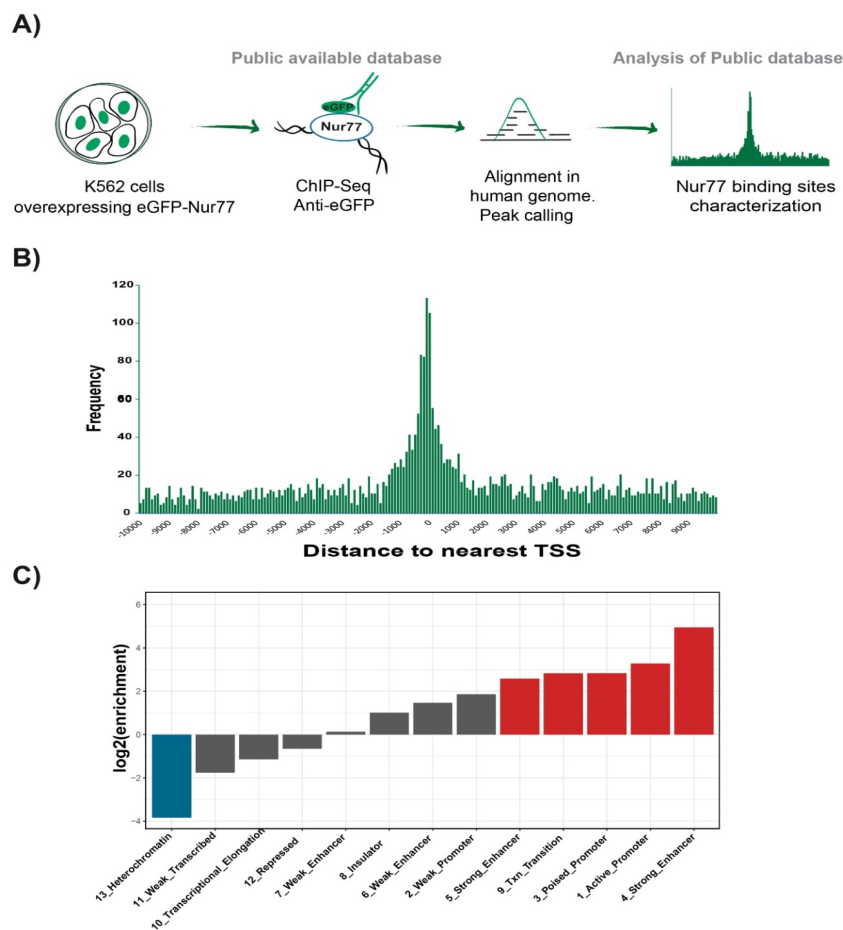 A)
Public available database
Analysis of Public database
eGFP
Nur77
K562 cells
overexpressing eGFP-Nur77
ChIP-Seq
Anti-eGFP
Alignment in
human genome.
Peak calling
Nur77 binding sites
characterization
B)
120
100
80
60
40
20
0
Frequency
-10000
-9000
-8000
-7000
-6000
-5000
-4000
-3000
-2000
-1000
0
1000
2000
3000
4000
5000
6000
7000
8000
9000
Distance to nearest TSS
C)
6
4
2
0
−2
−4
log2(enrichment)
13_Heterochromatin
11_Weak_Transcribed
10_Transcriptional_Elongation
12_Repressed
7_Weak_Enhancer
8_Insulator
6_Weak_Enhancer
2_Weak_Promoter
5_Strong_Enhancer
9_Txn_Transition
3_Poised_Promoter
1_Active_Promoter
4_Strong_Enhancer